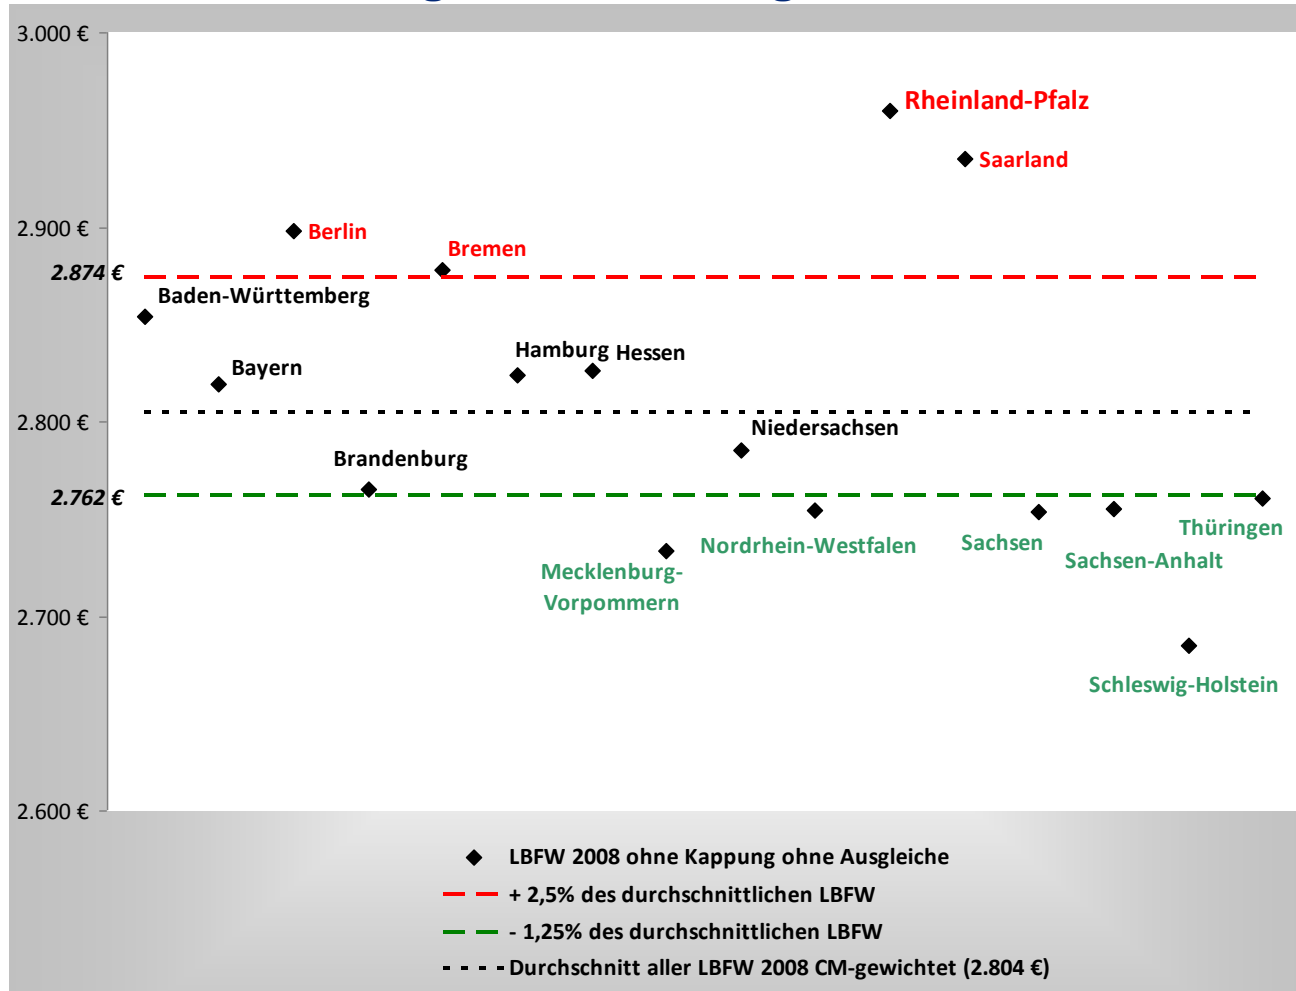 3.000 €
Rheinland-Pfalz
Saarland
2.900 €
Berlin
Bremen
2.874 €
Baden-Württemberg
Hamburg
Hessen
Bayern
2.800 €
Niedersachsen
Brandenburg
2.762 €
Thüringen
Nordrhein-Westfalen
Sachsen
Sachsen-Anhalt
Mecklenburg-
Vorpommern
2.700 €
Schleswig-Holstein
2.600 €
LBFW 2008 ohne Kappung ohne Ausgleiche
+ 2,5% des durchschnittlichen LBFW
- 1,25% des durchschnittlichen LBFW
Durchschnitt aller LBFW 2008 CM-gewichtet (2.804 €)